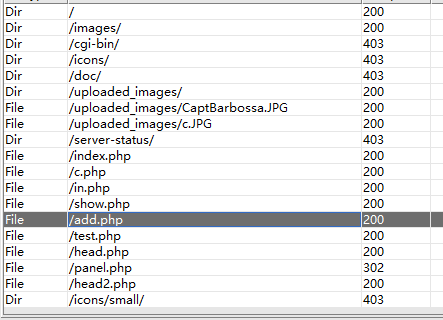 Dir / 200
Dir /images/ 200
Dir /cgi-bin/ 403
Dir /icons/ 403
Dir /doc/ 403
Dir /uploaded_images/ 200
File /uploaded_images/CaptBarbossa.JPG 200
File /uploaded_images/c.JPG 200
Dir /server-status/ 403
File /index.php 200
File /c.php 200
File /in.php 200
File /show.php 200
File /add.php 200
File /test.php 200
File /head.php 200
File /panel.php 302
File /head2.php 200
Dir /icons/small/ 403